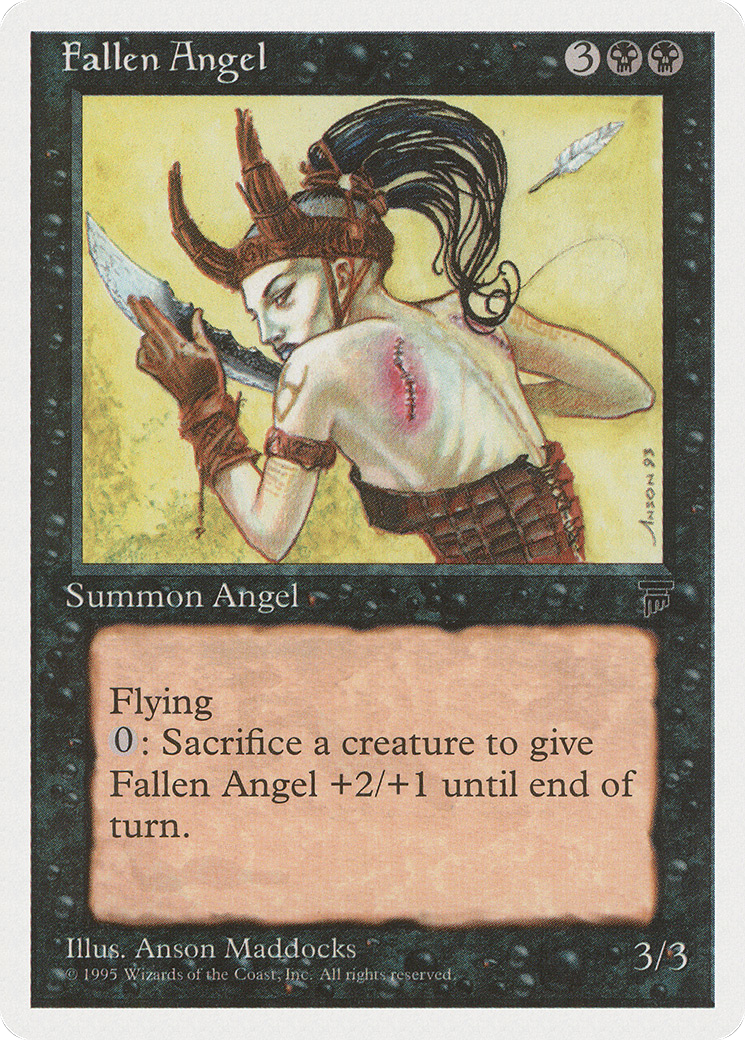 Fallen Angel 3
ANSON 93
Summon Angel
Flying
0: Sacrifice a creature to give
Fallen Angel +2/+1 until end of
turn.
Illus. Anson Maddocks
© 1995 Wizards of the Coast, Inc. All rights reserved.
3/3